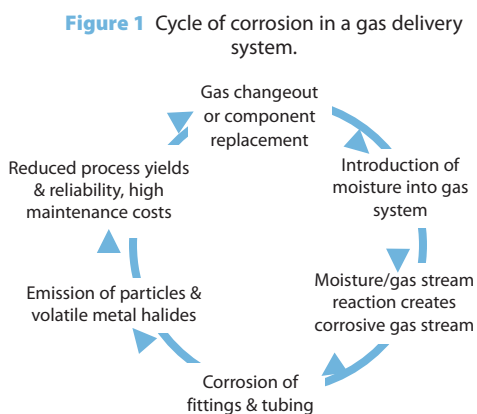 Figure 1 Cycle of corrosion in a gas delivery
system.
Gas changeout
or component
replacement
Introduction of
moisture into gas
system
Moisture/gas stream
reaction creates
corrosive gas stream
Corrosion of
fittings & tubing
Emission of particles &
volatile metal halides
Reduced process yields
& reliability, high
maintenance costs